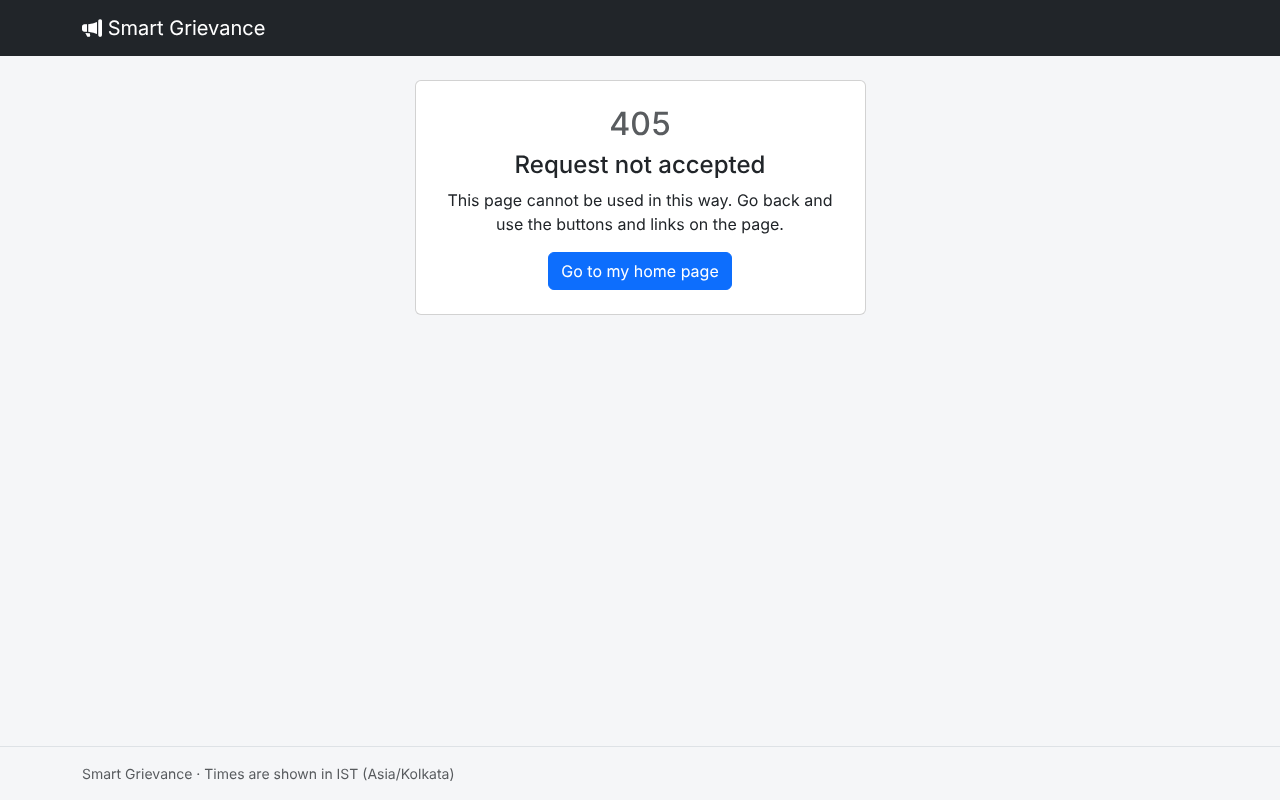 Smart Grievance
405
Request not accepted
This page cannot be used in this way. Go back and
use the buttons and links on the page.
Go to my home page
Smart Grievance · Times are shown in IST (Asia/Kolkata)